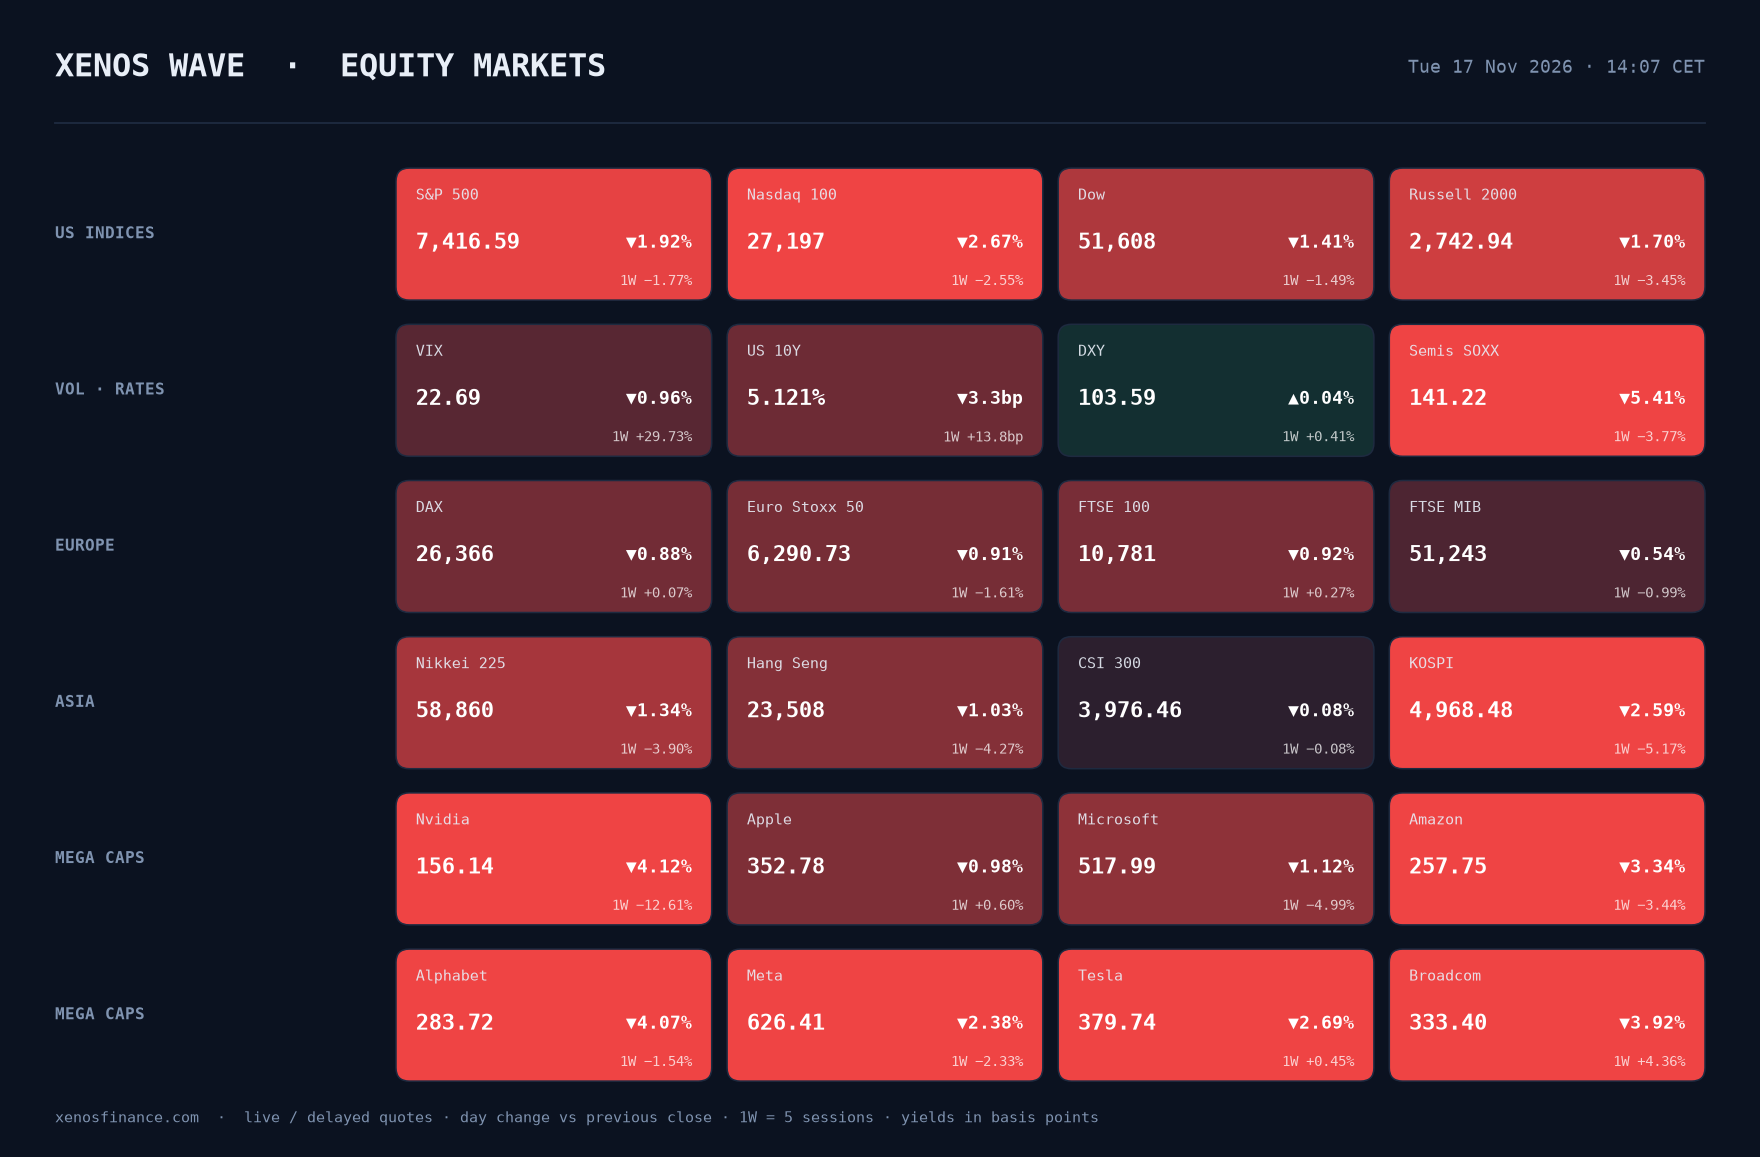 XENOS WAVE · EQUITY MARKETS
Tue 17 Nov 2026 · 14:07 CET
US INDICES
S&P 500
7,416.59 ▼1.92%
1W −1.77%
Nasdaq 100
27,197 ▼2.67%
1W −2.55%
Dow
51,608 ▼1.41%
1W −1.49%
Russell 2000
2,742.94 ▼1.70%
1W −3.45%
VOL · RATES
VIX
22.69 ▼0.96%
1W +29.73%
US 10Y
5.121% ▼3.3bp
1W +13.8bp
DXY
103.59 ▲0.04%
1W +0.41%
Semis SOXX
141.22 ▼5.41%
1W −3.77%
EUROPE
DAX
26,366 ▼0.88%
1W +0.07%
Euro Stoxx 50
6,290.73 ▼0.91%
1W −1.61%
FTSE 100
10,781 ▼0.92%
1W +0.27%
FTSE MIB
51,243 ▼0.54%
1W −0.99%
ASIA
Nikkei 225
58,860 ▼1.34%
1W −3.90%
Hang Seng
23,508 ▼1.03%
1W −4.27%
CSI 300
3,976.46 ▼0.08%
1W −0.08%
KOSPI
4,968.48 ▼2.59%
1W −5.17%
MEGA CAPS
Nvidia
156.14 ▼4.12%
1W −12.61%
Apple
352.78 ▼0.98%
1W +0.60%
Microsoft
517.99 ▼1.12%
1W −4.99%
Amazon
257.75 ▼3.34%
1W −3.44%
MEGA CAPS
Alphabet
283.72 ▼4.07%
1W −1.54%
Meta
626.41 ▼2.38%
1W −2.33%
Tesla
379.74 ▼2.69%
1W +0.45%
Broadcom
333.40 ▼3.92%
1W +4.36%
xenosfinance.com · live / delayed quotes · day change vs previous close · 1W = 5 sessions · yields in basis points